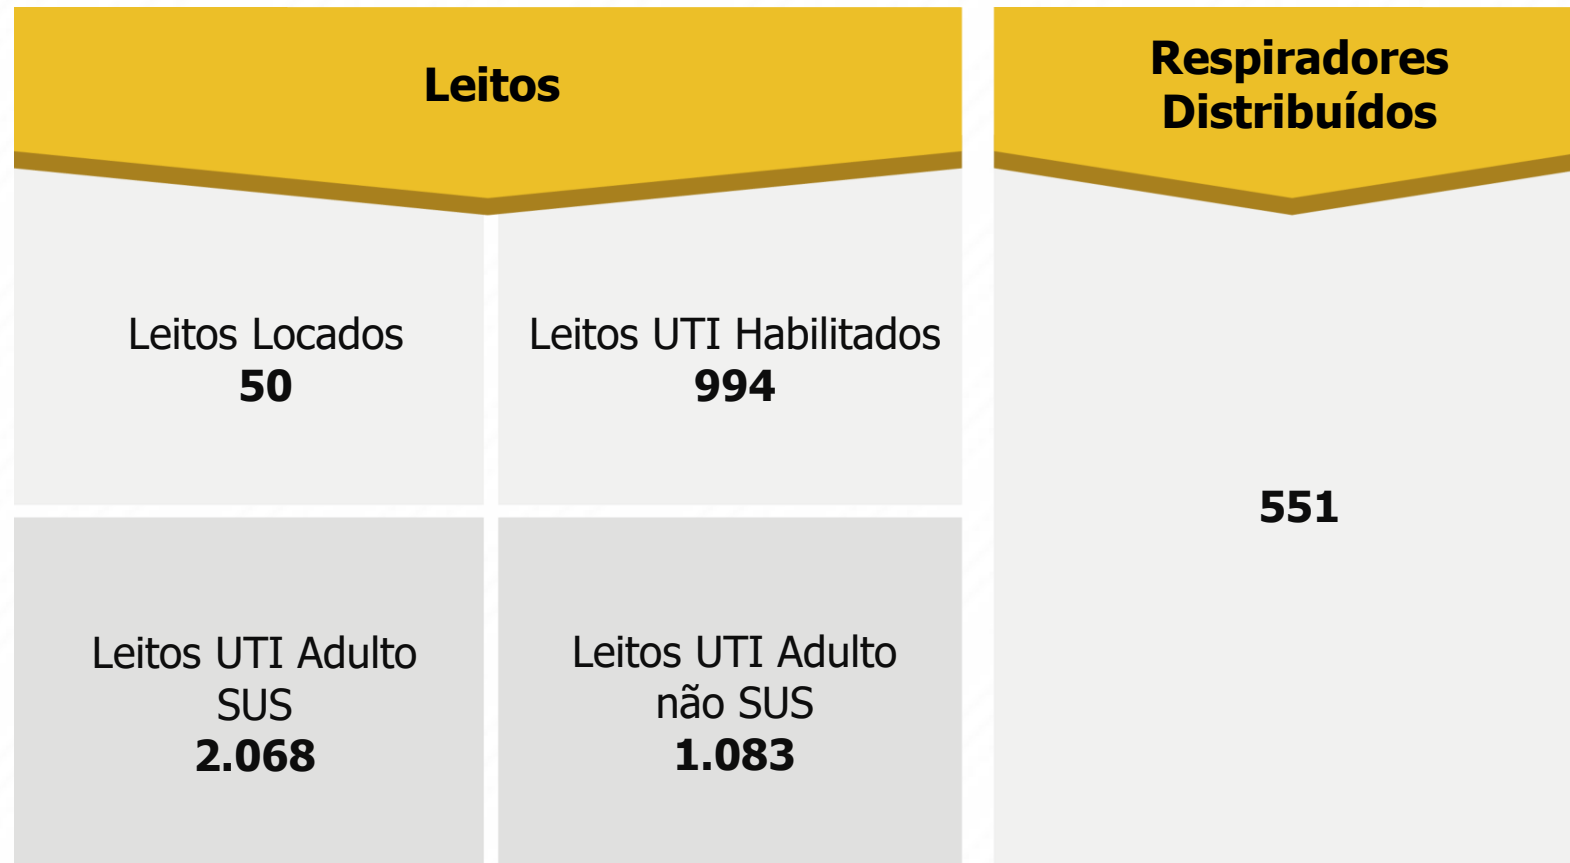 Leitos
Leitos Locados
50
Leitos UTI Habilitados
994
Leitos UTI Adulto
SUS
2.068
Leitos UTI Adulto
não SUS
1.083
Respiradores
Distribuídos
551